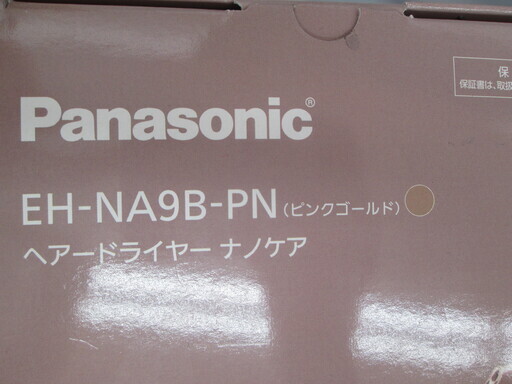 保
保証書は、取扱
Panasonic®
EH-NA9B-PN(ピンクゴールド)
ヘアードライヤー ナノケア